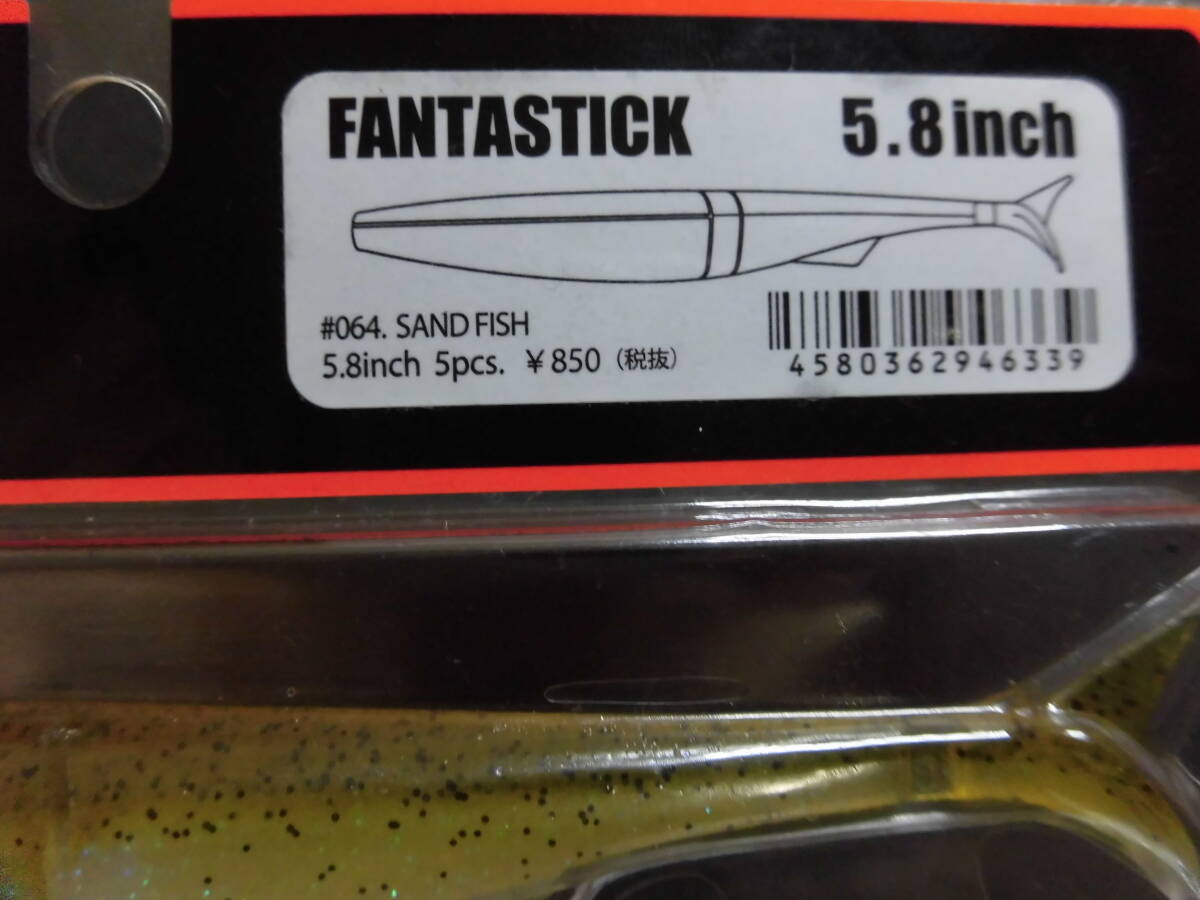 FANTASTICK 5.8inch
#064. SAND FISH
5.8inch 5pcs. ¥850 (税抜)
4580362946339